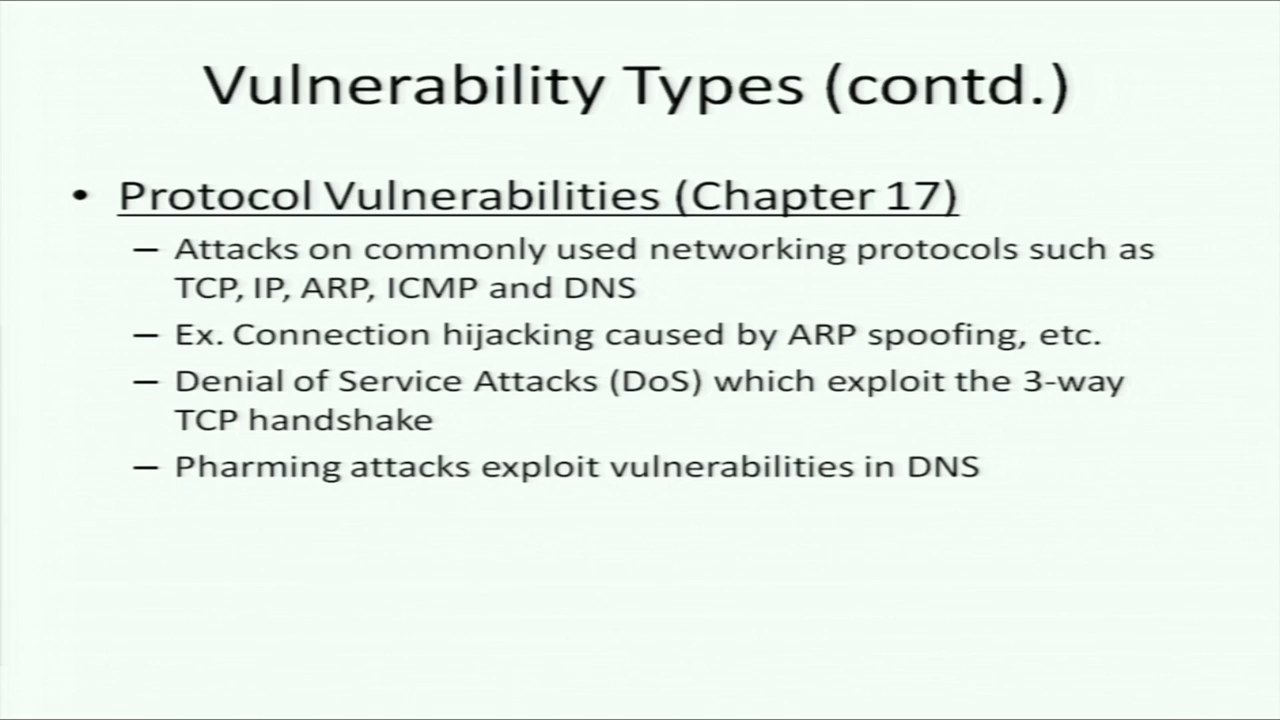 Vulnerability Types (contd.)
• Protocol Vulnerabilities (Chapter 17)
– Attacks on commonly used networking protocols such as
TCP, IP, ARP, ICMP and DNS
– Ex. Connection hijacking caused by ARP spoofing, etc.
– Denial of Service Attacks (DoS) which exploit the 3-way
TCP handshake
– Pharming attacks exploit vulnerabilities in DNS